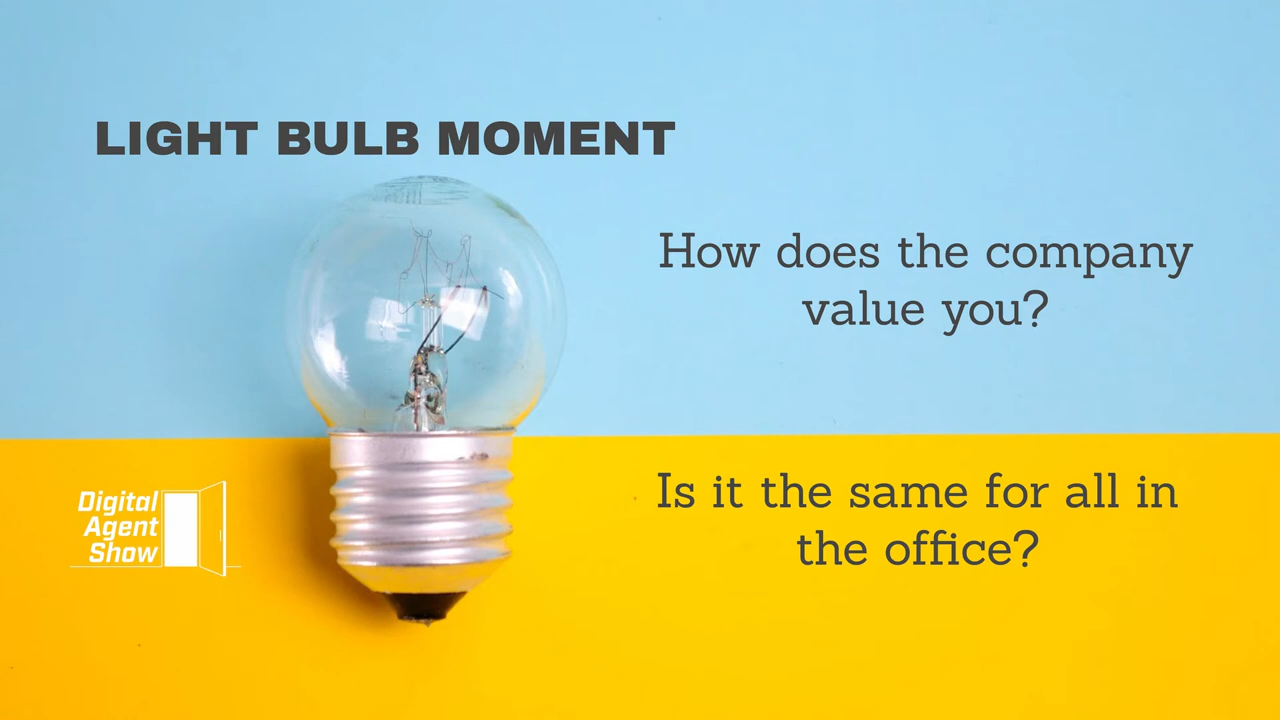 LIGHT BULB MOMENT
How does the company
value you?
Is it the same for all in
the office?
Digital
Agent
Show